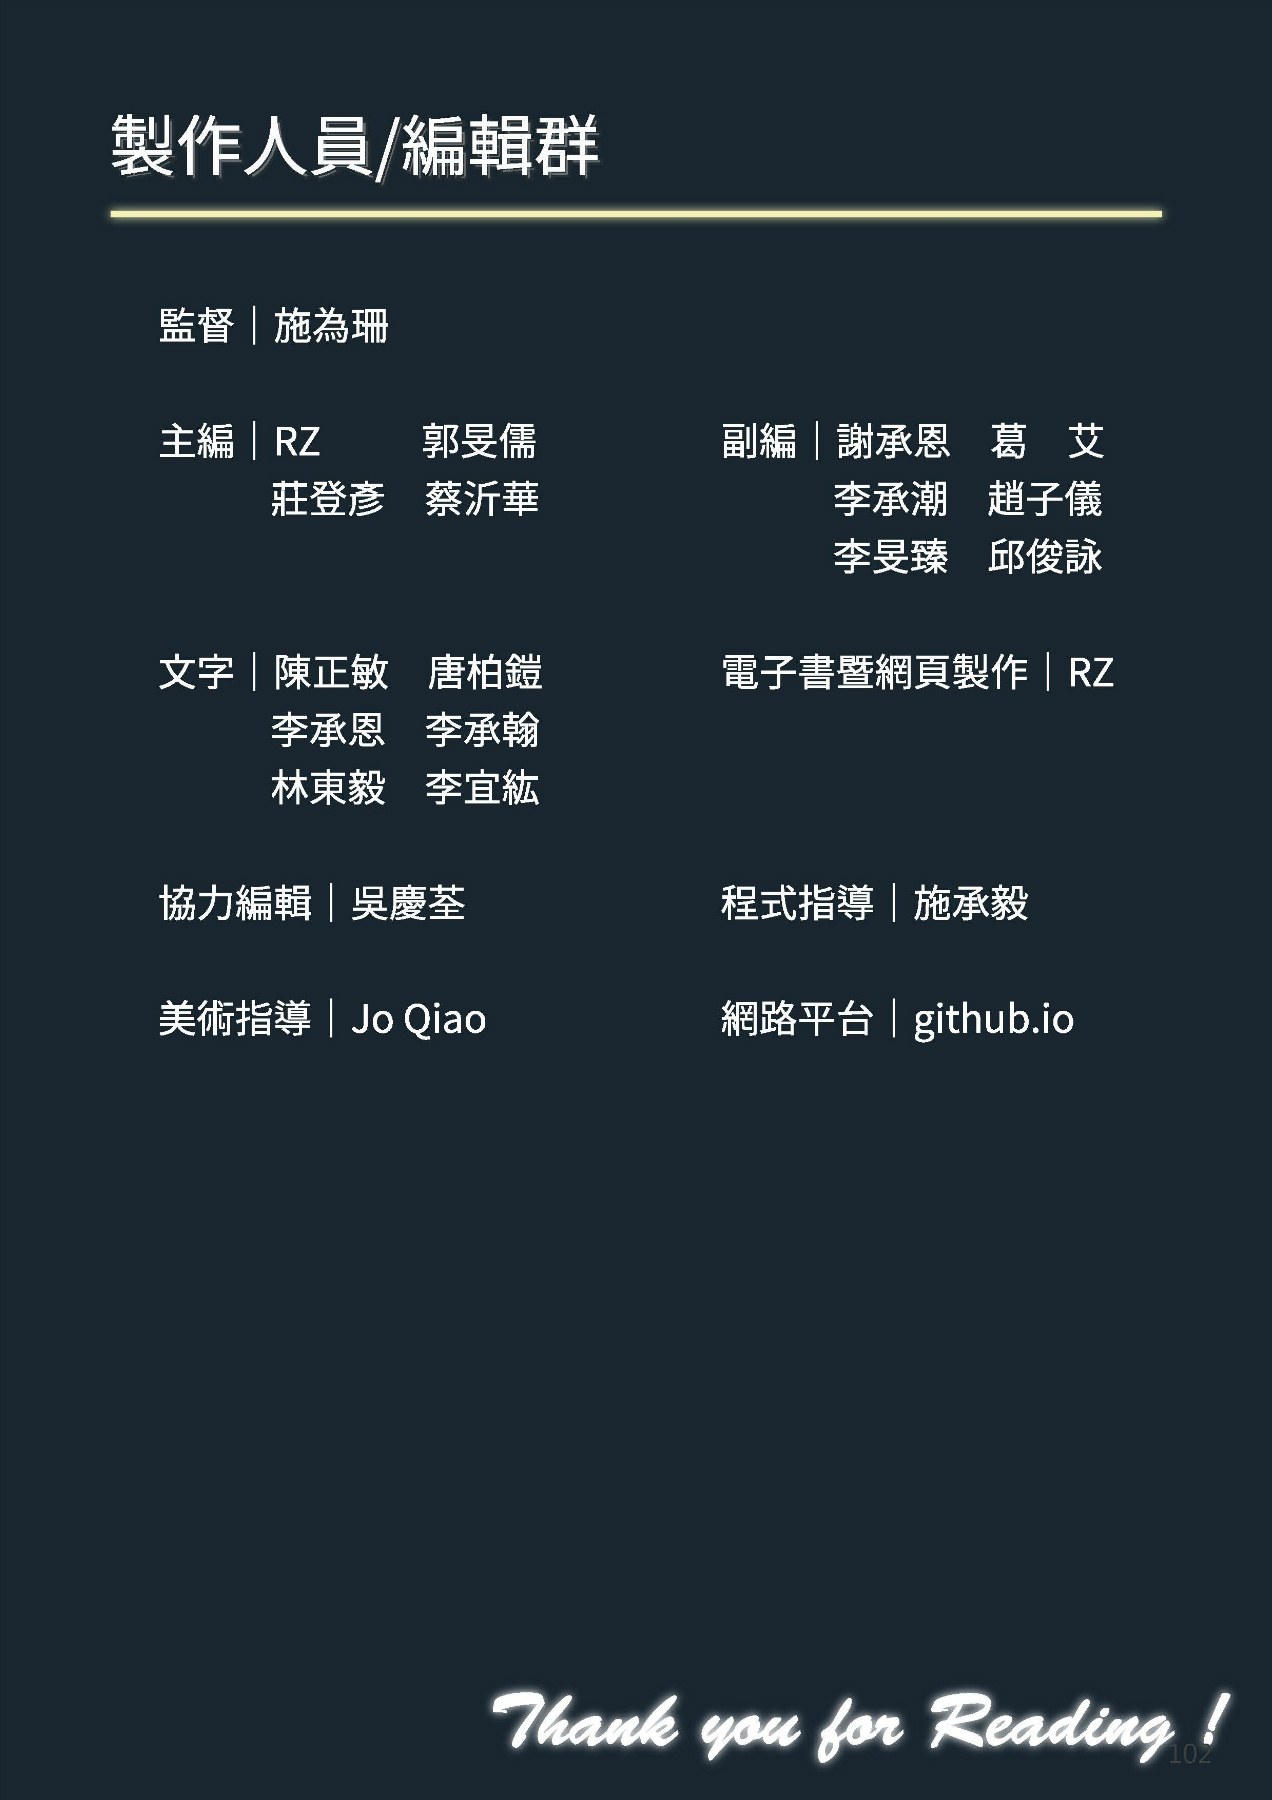 製作人員/編輯群
監督｜施為珊
主編｜RZ　郭旻儒
莊登彥　蔡沂華
副編｜謝承恩　葛　艾
李承潮　趙子儀
李旻臻　邱俊詠
文字｜陳正敏　唐柏鎧
李承恩　李承翰
林東毅　李宜紘
電子書暨網頁製作｜RZ
協力編輯｜吳慶荃
程式指導｜施承毅
美術指導｜Jo Qiao
網路平台｜github.io
Thank you for Reading !
102